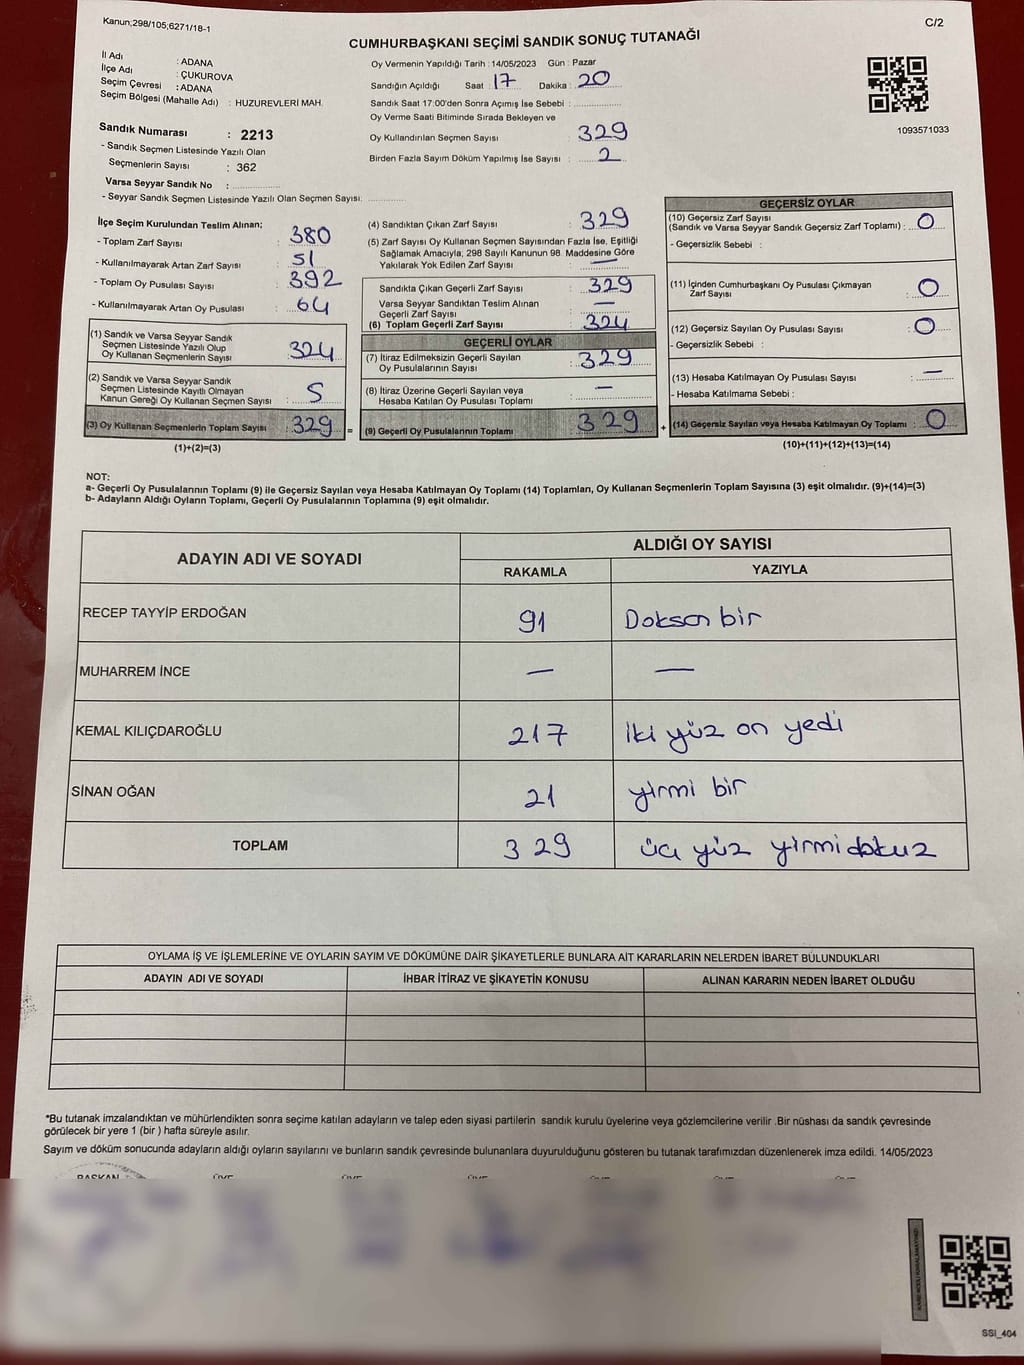 Kanun;298/105;6271/18-1
C/2
CUMHURBAŞKANI SEÇİMİ SANDIK SONUÇ TUTANAĞI
İl Adı : ADANA
İlçe Adı : ÇUKUROVA
Seçim Çevresi : ADANA
Seçim Bölgesi (Mahalle Adı) : HUZUREVLERİ MAH.
Sandık Numarası : 2213
- Sandık Seçmen Listesinde Yazılı Olan
Seçmenlerin Sayısı : 362
Varsa Seyyar Sandık No :
- Seyyar Sandık Seçmen Listesinde Yazılı Olan Seçmen Sayısı:
Oy Vermenin Yapıldığı Tarih : 14/05/2023 Gün : Pazar
Sandığın Açıldığı Saat : 17 Dakika : 20
Sandık Saat 17:00'den Sonra Açımış İse Sebebi :
Oy Verme Saati Bitiminde Sırada Bekleyen ve
Oy Kullandırılan Seçmen Sayısı : 329
Birden Fazla Sayım Döküm Yapılmış İse Sayısı : 2
1093571033
İlçe Seçim Kurulundan Teslim Alınan;
- Toplam Zarf Sayısı : 380
- Kullanılmayarak Artan Zarf Sayısı : 51
- Toplam Oy Pusulası Sayısı : 392
- Kullanılmayarak Artan Oy Pusulası : 64
(1) Sandık ve Varsa Seyyar Sandık
Seçmen Listesinde Yazılı Olup
Oy Kullanan Seçmenlerin Sayısı : 324
(2) Sandık ve Varsa Seyyar Sandık
Seçmen Listesinde Kayıtlı Olmayan
Kanun Gereği Oy Kullanan Seçmen Sayısı : 5
(3) Oy Kullanan Seçmenlerin Toplam Sayısı : 329 =
(1)+(2)=(3)
(4) Sandıktan Çıkan Zarf Sayısı : 329
(5) Zarf Sayısı Oy Kullanan Seçmen Sayısından Fazla İse, Eşitliği
Sağlamak Amacıyla; 298 Sayılı Kanunun 98. Maddesine Göre
Yakılarak Yok Edilen Zarf Sayısı : —
Sandıkta Çıkan Geçerli Zarf Sayısı : 329
Varsa Seyyar Sandıktan Teslim Alınan
Geçerli Zarf Sayısı : —
(6) Toplam Geçerli Zarf Sayısı : 324
GEÇERLİ OYLAR
(7) İtiraz Edilmeksizin Geçerli Sayılan
Oy Pusulalarının Sayısı : 329
(8) İtiraz Üzerine Geçerli Sayılan veya
Hesaba Katılan Oy Pusulası Toplamı : —
(9) Geçerli Oy Pusulalarının Toplamı : 329 +
GEÇERSİZ OYLAR
(10) Geçersiz Zarf Sayısı
(Sandık ve Varsa Seyyar Sandık Geçersiz Zarf Toplamı) : 0
- Geçersizlik Sebebi :
(11) İçinden Cumhurbaşkanı Oy Pusulası Çıkmayan
Zarf Sayısı : 0
(12) Geçersiz Sayılan Oy Pusulası Sayısı : 0
- Geçersizlik Sebebi :
(13) Hesaba Katılmayan Oy Pusulası Sayısı : —
- Hesaba Katılmama Sebebi :
(14) Geçersiz Sayılan veya Hesaba Katılmayan Oy Toplamı : 0
(10)+(11)+(12)+(13)=(14)
NOT:
a- Geçerli Oy Pusulalarının Toplamı (9) ile Geçersiz Sayılan veya Hesaba Katılmayan Oy Toplamı (14) Toplamları, Oy Kullanan Seçmenlerin Toplam Sayısına (3) eşit olmalıdır. (9)+(14)=(3)
b- Adayların Aldığı Oyların Toplamı, Geçerli Oy Pusulalarının Toplamına (9) eşit olmalıdır.
ADAYIN ADI VE SOYADI ALDIĞI OY SAYISI
RAKAMLA YAZIYLA
RECEP TAYYİP ERDOĞAN 91 Doksan bir
MUHARREM İNCE — —
KEMAL KILIÇDAROĞLU 217 iki yüz on yedi
SİNAN OĞAN 21 yirmi bir
TOPLAM 329 üç yüz yirmi dokuz
OYLAMA İŞ VE İŞLEMLERİNE VE OYLARIN SAYIM VE DÖKÜMÜNE DAİR ŞİKAYETLERLE BUNLARA AİT KARARLARIN NELERDEN İBARET BULUNDUKLARI
ADAYIN ADI VE SOYADI İHBAR İTİRAZ VE ŞİKAYETİN KONUSU ALINAN KARARIN NEDEN İBARET OLDUĞU
*Bu tutanak imzalandıktan ve mühürlendikten sonra seçime katılan adayların ve talep eden siyasi partilerin sandık kurulu üyelerine veya gözlemcilerine verilir .Bir nüshası da sandık çevresinde
görülecek bir yere 1 (bir ) hafta süreyle asılır.
Sayım ve döküm sonucunda adayların aldığı oyların sayılarını ve bunların sandık çevresinde bulunanlara duyurulduğunu gösteren bu tutanak tarafımızdan düzenlenerek imza edildi. 14/05/2023
BAŞKAN ÜYE ÜYE ÜYE ÜYE ÜYE ÜYE
SSI_404